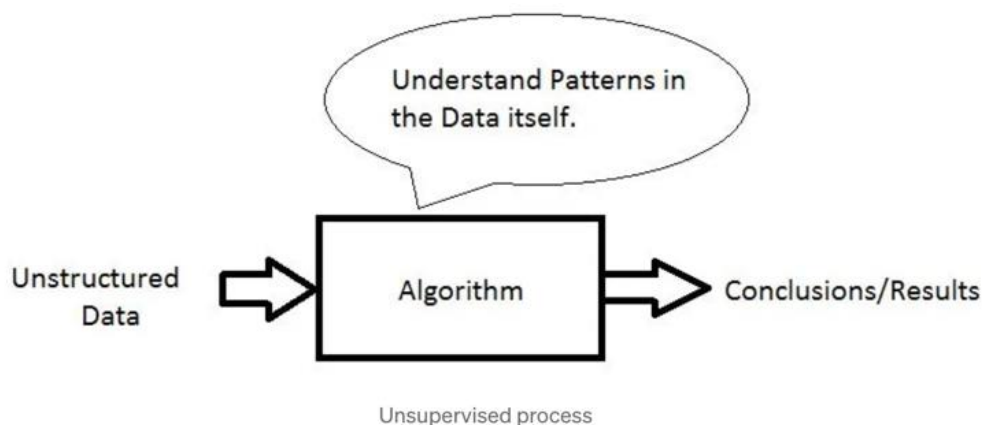 Understand Patterns in
the Data itself.
Unstructured
Data
Algorithm
Conclusions/Results
Unsupervised process